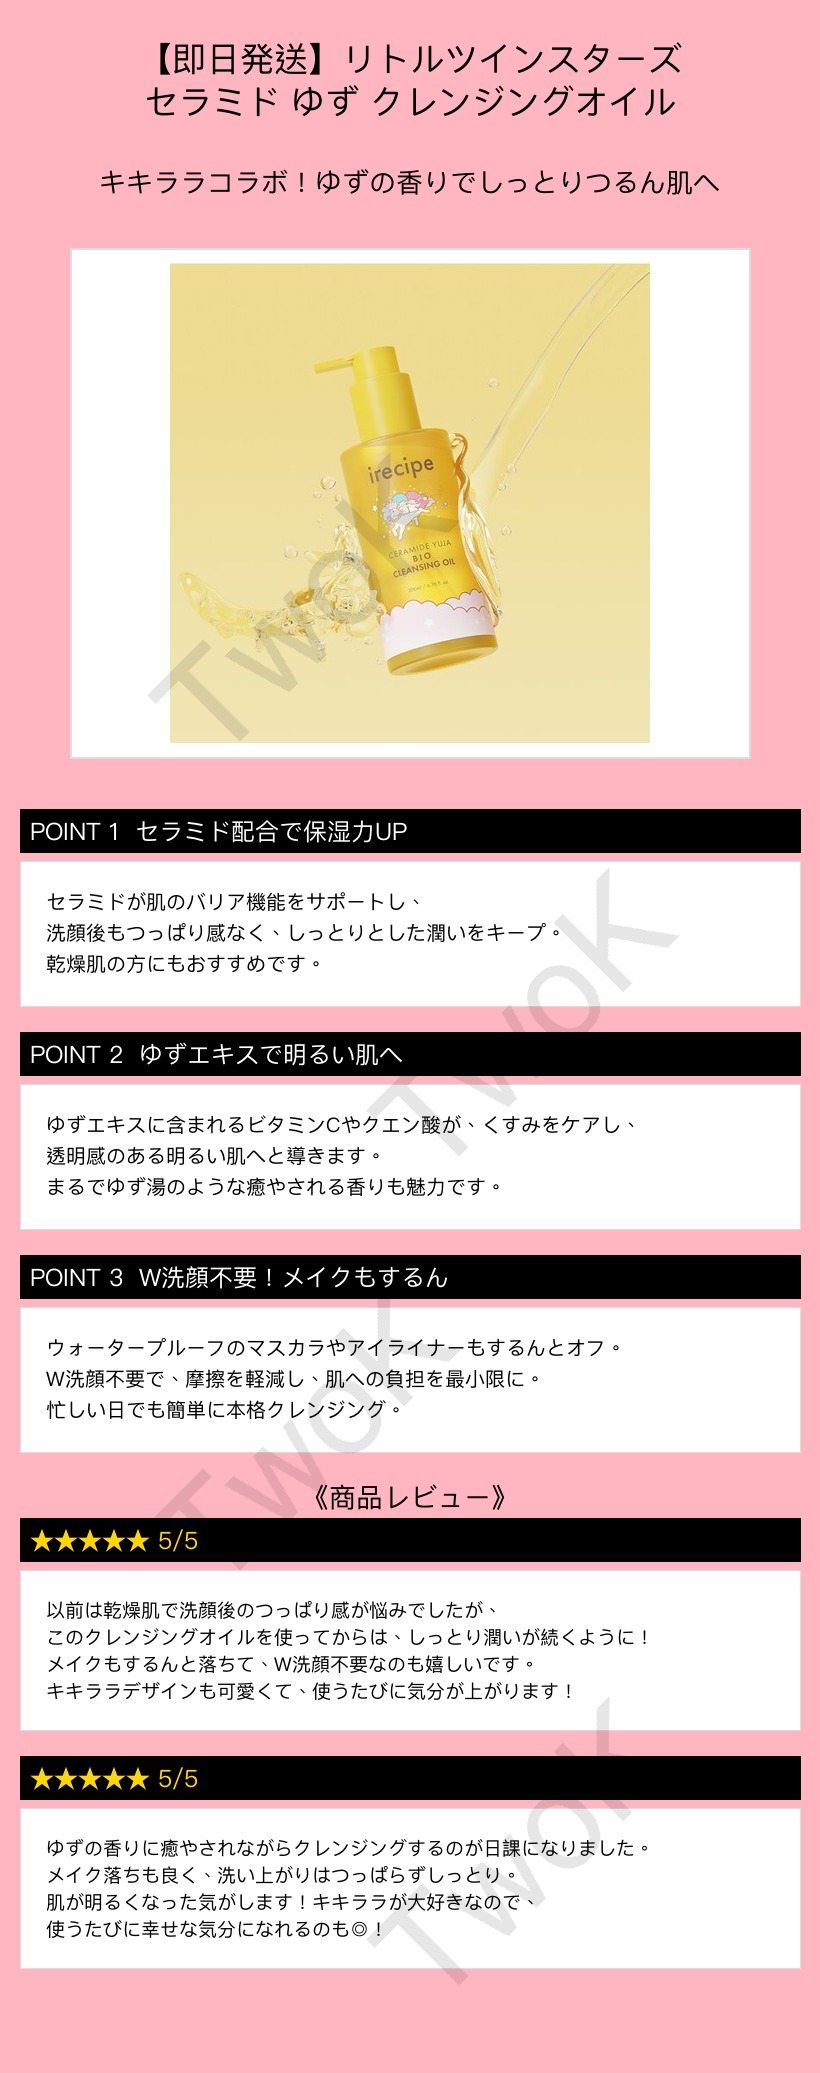 【即日発送】リトルツインスターズ
セラミド ゆず クレンジングオイル
キキララコラボ！ゆずの香りでしっとりつるん肌へ
irecipe
CERAMIDE YUJA
BIO
CLEANSING OIL
TwoK
POINT 1 セラミド配合で保湿力UP
セラミドが肌のバリア機能をサポートし、
洗顔後もつっぱり感なく、しっとりとした潤いをキープ。
乾燥肌の方にもおすすめです。
TwoK
POINT 2 ゆずエキスで明るい肌へ
ゆずエキスに含まれるビタミンCやクエン酸が、くすみをケアし、
透明感のある明るい肌へと導きます。
まるでゆず湯のような癒やされる香りも魅力です。
POINT 3 W洗顔不要！メイクもするん
ウォータープルーフのマスカラやアイライナーもするんとオフ。
W洗顔不要で、摩擦を軽減し、肌への負担を最小限に。
忙しい日でも簡単に本格クレンジング。
TwoK
《商品レビュー》
★★★★★ 5/5
以前は乾燥肌で洗顔後のつっぱり感が悩みでしたが、
このクレンジングオイルを使ってからは、しっとり潤いが続くように！
メイクもするんと落ちて、W洗顔不要なのも嬉しいです。
キキララデザインも可愛くて、使うたびに気分が上がります！
★★★★★ 5/5
ゆずの香りに癒やされながらクレンジングするのが日課になりました。
メイク落ちも良く、洗い上がりはつっぱらずしっとり。
肌が明るくなった気がします！キキララが大好きなので、
使うたびに幸せな気分になれるのも◎！
TwoK